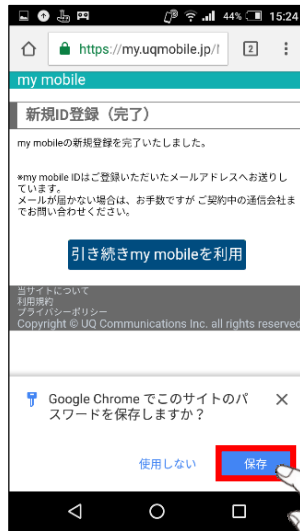 44% 15:24
https://my.uqmobile.jp/
2
my mobile
新規ID登録（完了）
my mobileの新規登録を完了いたしました。
※my mobile IDはご登録いただいたメールアドレスへお送りし
ています。
メールが届かない場合は、お手数ですが ご契約中の通信会社ま
でお問い合わせください。
引き続きmy mobileを利用
当サイトについて
利用規約
プライバシーポリシー
Copyright © UQ Communications Inc. all rights reserved
Google Chrome でこのサイトのパ
スワードを保存しますか？
使用しない
保存